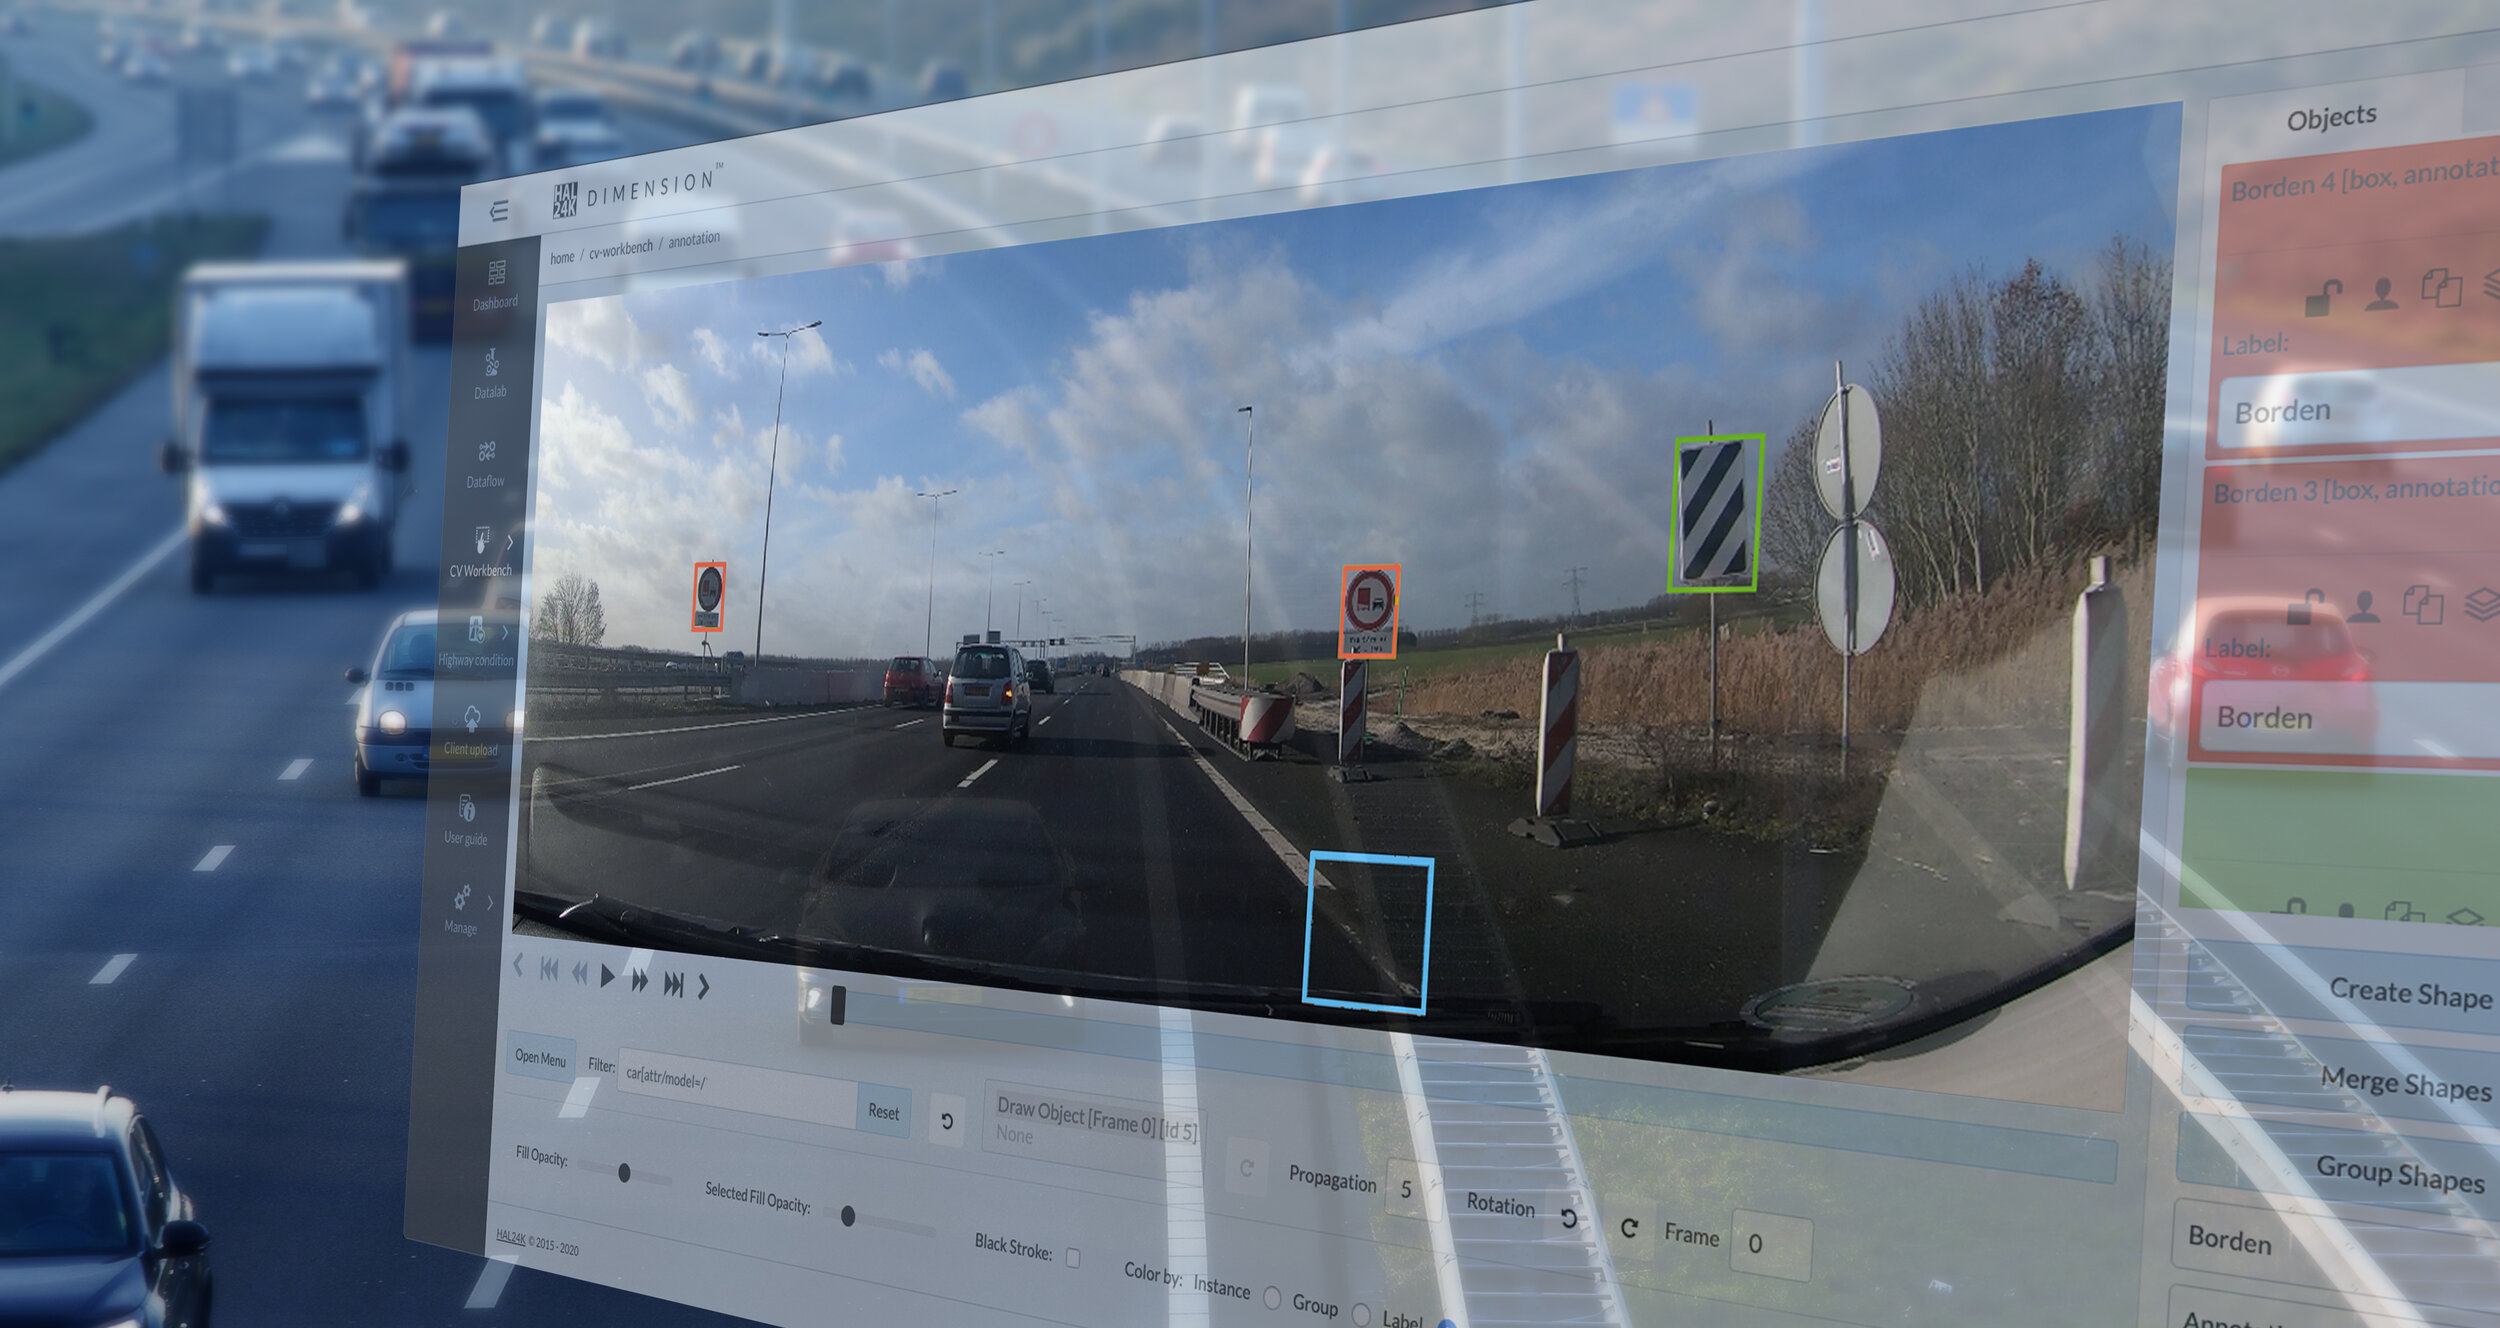 HAL
24K DIMENSION™
home / cv-workbench / annotation
Dashboard
Datalab
Dataflow
CV Workbench
Highway condition
Client upload
User guide
Manage
Open Menu
Filter:
car[attr/model=/
Reset
Draw Object [Frame 0] [id 5]
None
Propagation
5
Rotation
Frame
0
Fill Opacity:
Selected Fill Opacity:
Black Stroke:
Color by:
Instance
Group
Label
HAL24K © 2015 - 2020
Objects
Borden 4 [box, annotat
Label:
Borden
Borden 3 [box, annotatio
Label:
Borden
Create Shape
Merge Shapes
Group Shapes
Borden